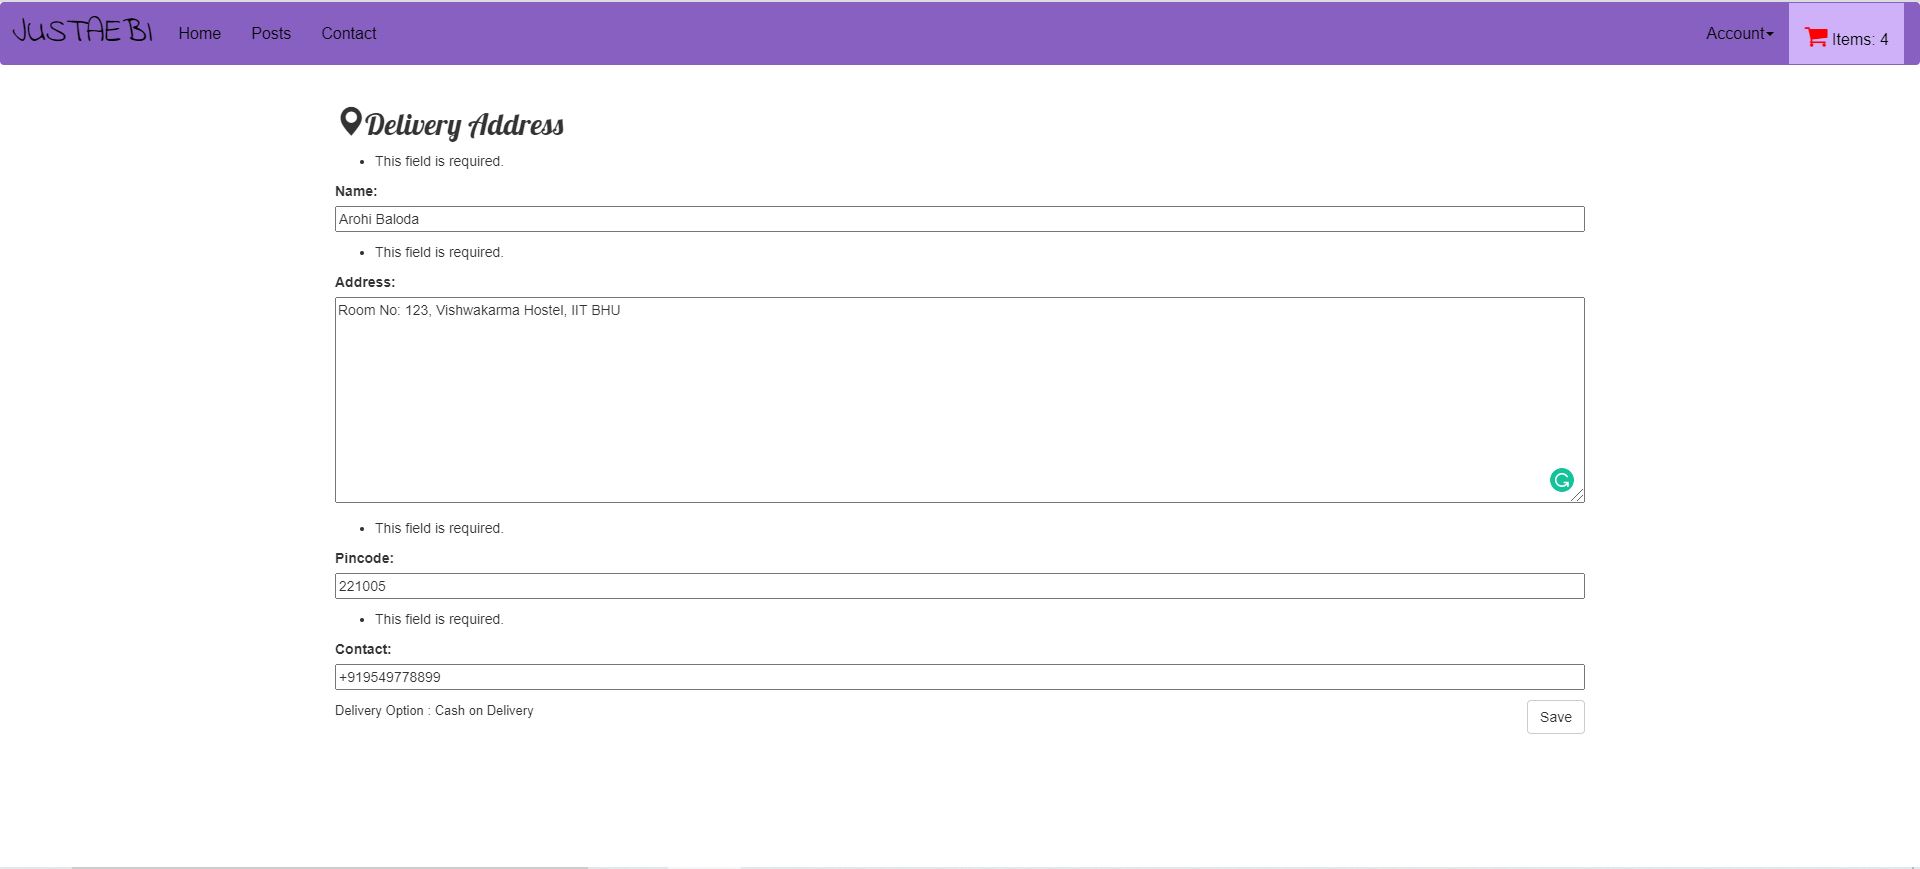 JUSTAEBI Home Posts Contact Account Items: 4
Delivery Address
• This field is required.
Name:
Arohi Baloda
• This field is required.
Address:
Room No: 123, Vishwakarma Hostel, IIT BHU
• This field is required.
Pincode:
221005
• This field is required.
Contact:
+919549778899
Delivery Option : Cash on Delivery Save